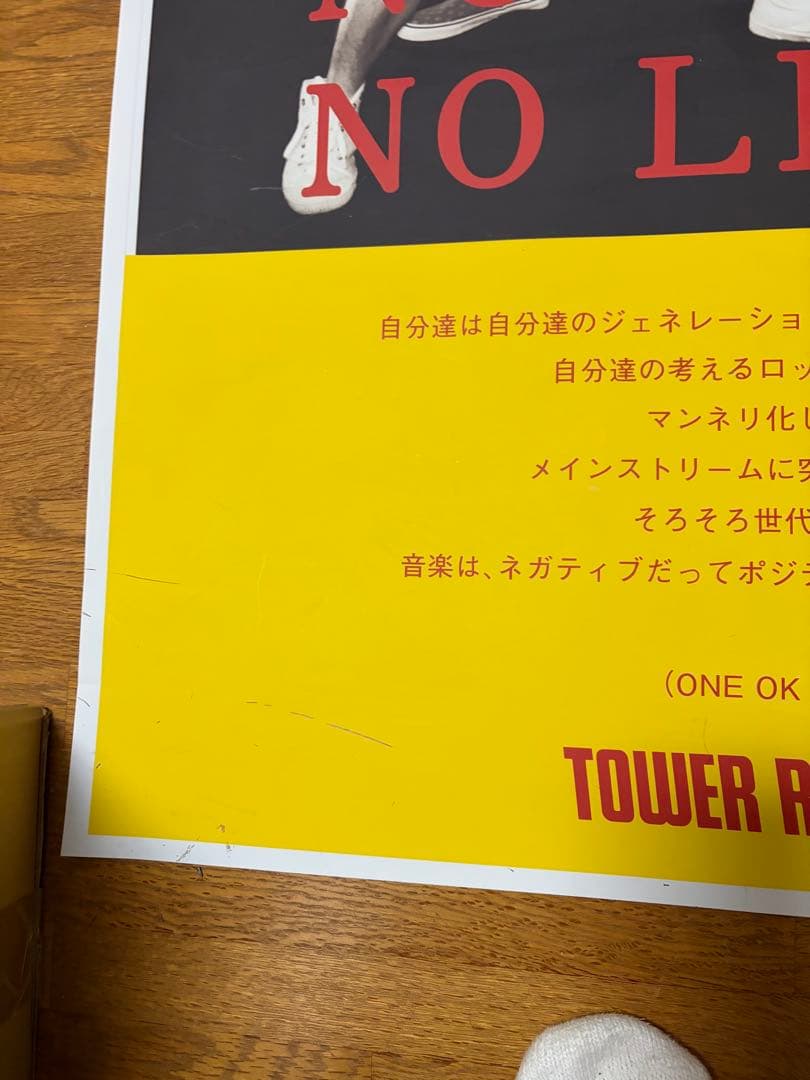 NO
NO LI
自分達は自分達のジェネレーショ
自分達の考えるロッ
マンネリ化し
メインストリームに突
そろそろ世代
音楽は、ネガティブだってポジテ
(ONE OK
TOWER R